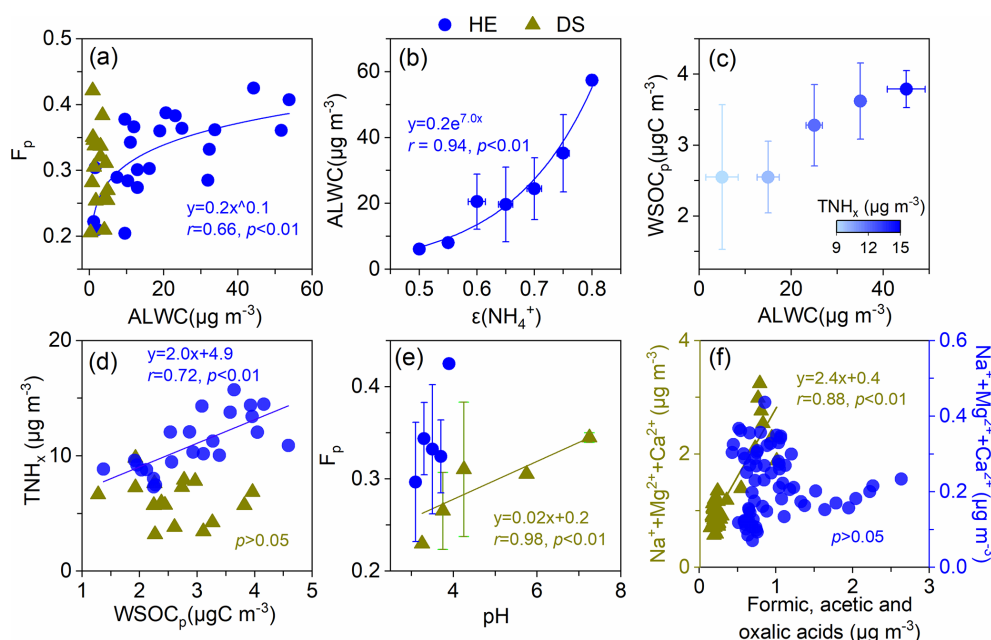 HE DS
(a)
0.5
0.4
0.3
0.2
F_p
y=0.2x^0.1
r=0.66, p<0.01
0 20 40 60
ALWC(μg m⁻³)
(b)
60
40
20
0
ALWC(μg m⁻³)
y=0.2e^7.0x
r = 0.94, p<0.01
0.4 0.5 0.6 0.7 0.8
ε(NH₄⁺)
(c)
4
3
2
WSOC_p(μgC m⁻³)
TNH_x (μg m⁻³)
9 12 15
0 20 40
ALWC(μg m⁻³)
(d)
20
10
0
TNH_x (μg m⁻³)
y=2.0x+4.9
r=0.72, p<0.01
p>0.05
1 2 3 4 5
WSOC_p(μgC m⁻³)
(e)
0.4
0.3
0.2
F_p
y=0.02x+0.2
r=0.98, p<0.01
2 4 6 8
pH
(f)
4
2
0
Na⁺+Mg²⁺+Ca²⁺ (μg m⁻³)
y=2.4x+0.4
r=0.88, p<0.01
p>0.05
0.6
0.4
0.2
0.0
Na⁺+Mg²⁺+Ca²⁺ (μg m⁻³)
0 1 2 3
Formic, acetic and
oxalic acids (μg m⁻³)